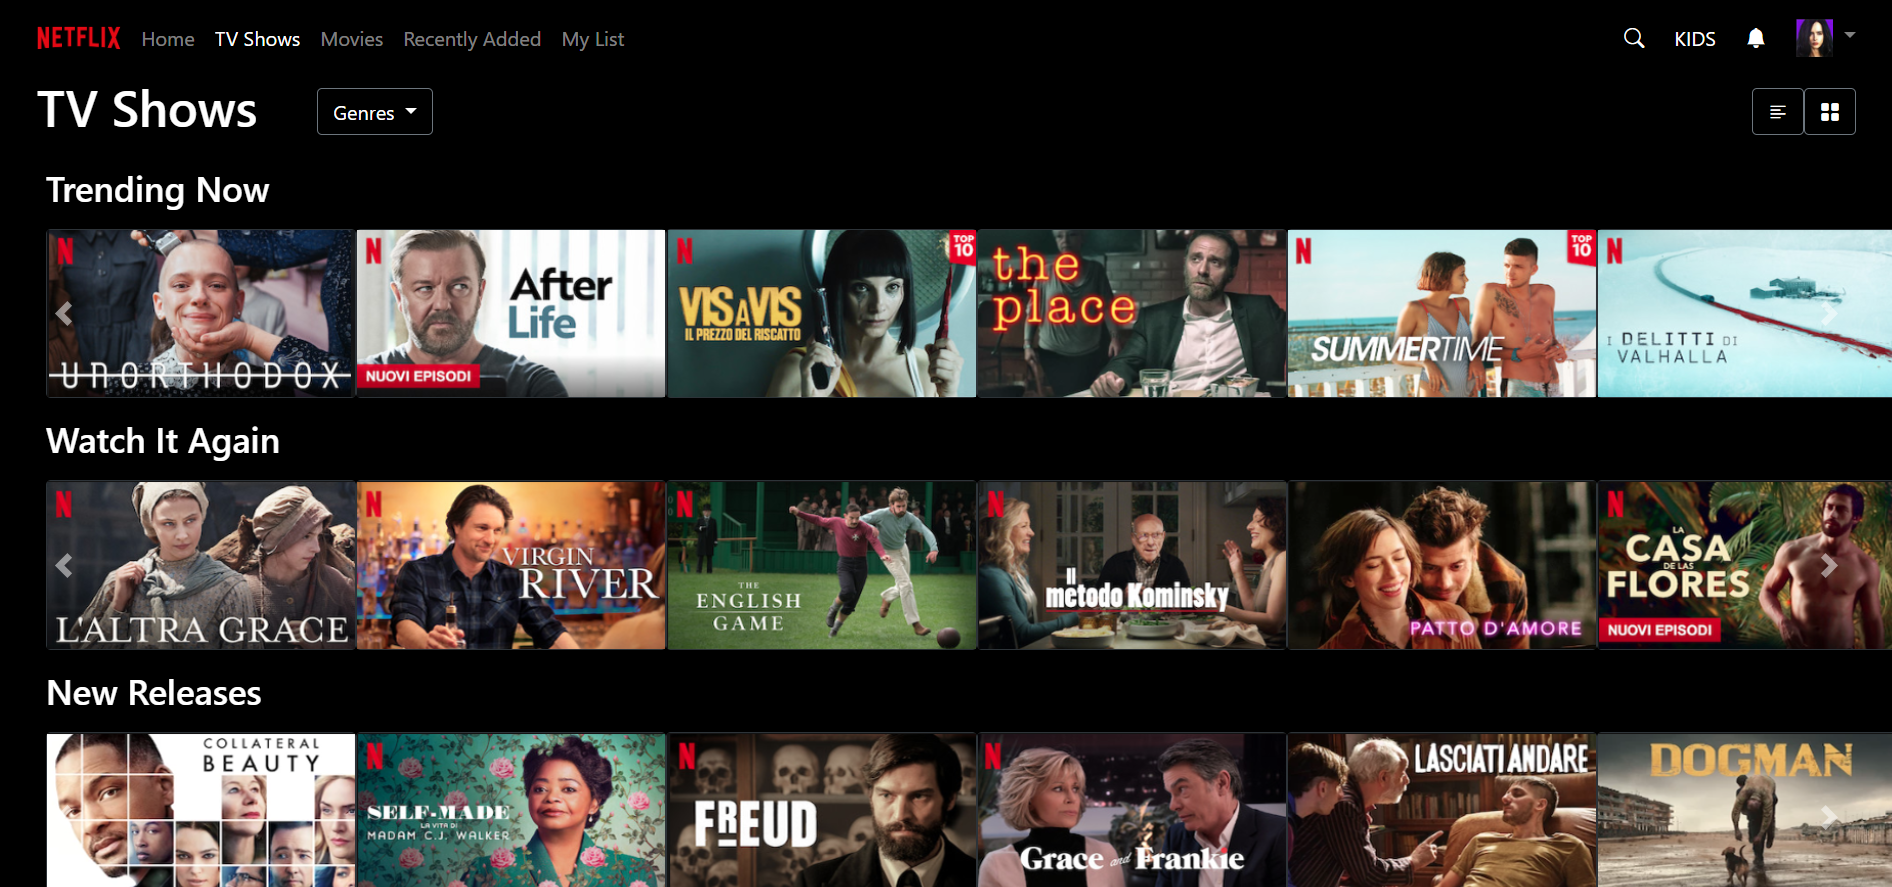 NETFLIX Home TV Shows Movies Recently Added My List KIDS
TV Shows Genres
Trending Now
N
UNORTHODOX
N
After
Life
NUOVI EPISODI
N
TOP
10
VIS A VIS
IL PREZZO DEL RISCATTO
the
place
N
TOP
10
SUMMERTIME
N
I DELITTI DI
VALHALLA
Watch It Again
N
L'ALTRA GRACE
N
VIRGIN
RIVER
N
THE
ENGLISH
GAME
N
Il
metodo Kominsky
PATTO D'AMORE
N
LA
CASA
DE LAS
FLORES
NUOVI EPISODI
New Releases
COLLATERAL
BEAUTY
N
SELF-MADE
LA VITA DI
MADAM C.J. WALKER
N
FREUD
N
Grace and Frankie
LASCIATI ANDARE
DOGMAN